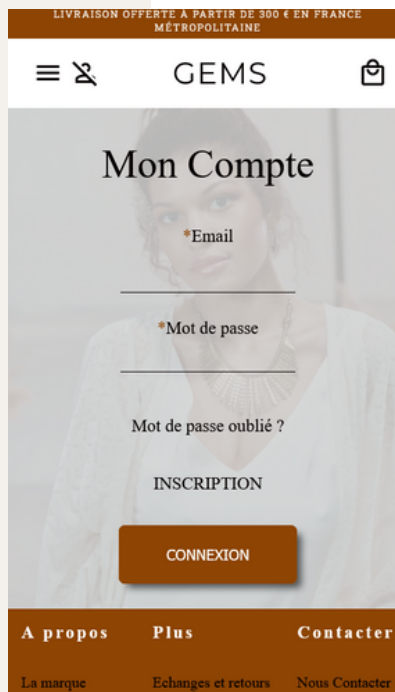 LIVRAISON OFFERTE À PARTIR DE 300 € EN FRANCE
MÉTROPOLITAINE
GEMS
Mon Compte
*Email
*Mot de passe
Mot de passe oublié ?
INSCRIPTION
CONNEXION
A propos Plus Contacter
La marque Echanges et retours Nous Contacter